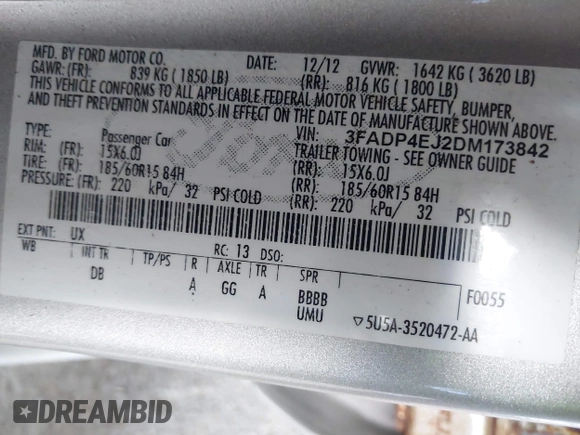 MFD. BY FORD MOTOR CO. DATE: 12/12 GVWR: 1642 KG ( 3620 LB)
GAWR: (FR): 839 KG ( 1850 LB) (RR): 816 KG ( 1800 LB)
THIS VEHICLE CONFORMS TO ALL APPLICABLE FEDERAL MOTOR VEHICLE SAFETY, BUMPER,
AND THEFT PREVENTION STANDARDS IN EFFECT ON THE DATE OF MANUFACTURE SHOWN ABOVE.
VIN: 3FADP4EJ2DM173842
TYPE: Passenger Car TRAILER TOWING - SEE OWNER GUIDE
RIM: (FR): 15X6.0J (RR): 15X6.0J
TIRE: (FR): 185/60R15 84H (RR): 185/60R15 84H
PRESSURE: (FR): 220 kPa/ 32 PSI COLD (RR): 220 kPa/ 32 PSI COLD
EXT PNT: UX RC: 13 DSO: F0055
WB INT TR TP/PS R AXLE TR SPR
DB A GG A BBBB
UMU ▽5U5A-3520472-AA
Ford
DREAMBID